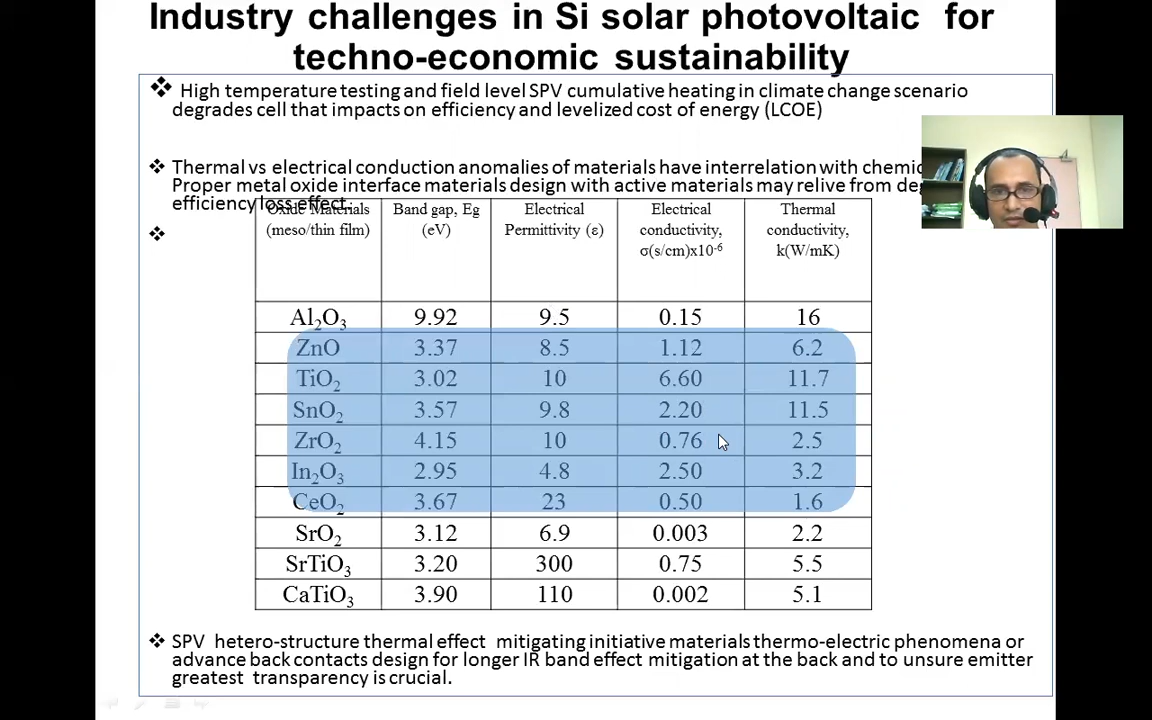 Industry challenges in Si solar photovoltaic for
techno-economic sustainability
❖ High temperature testing and field level SPV cumulative heating in climate change scenario
degrades cell that impacts on efficiency and levelized cost of energy (LCOE)
❖ Thermal vs electrical conduction anomalies of materials have interrelation with chemic
Proper metal oxide interface materials design with active materials may relive from de
efficiency loss effect.
❖
Oxide Materials (meso/thin film) | Band gap, Eg (eV) | Electrical Permittivity (ε) | Electrical conductivity, σ(s/cm)x10⁻⁶ | Thermal conductivity, k(W/mK)
Al₂O₃ 9.92 9.5 0.15 16
ZnO 3.37 8.5 1.12 6.2
TiO₂ 3.02 10 6.60 11.7
SnO₂ 3.57 9.8 2.20 11.5
ZrO₂ 4.15 10 0.76 2.5
In₂O₃ 2.95 4.8 2.50 3.2
CeO₂ 3.67 23 0.50 1.6
SrO₂ 3.12 6.9 0.003 2.2
SrTiO₃ 3.20 300 0.75 5.5
CaTiO₃ 3.90 110 0.002 5.1
❖ SPV hetero-structure thermal effect mitigating initiative materials thermo-electric phenomena or
advance back contacts design for longer IR band effect mitigation at the back and to unsure emitter
greatest transparency is crucial.